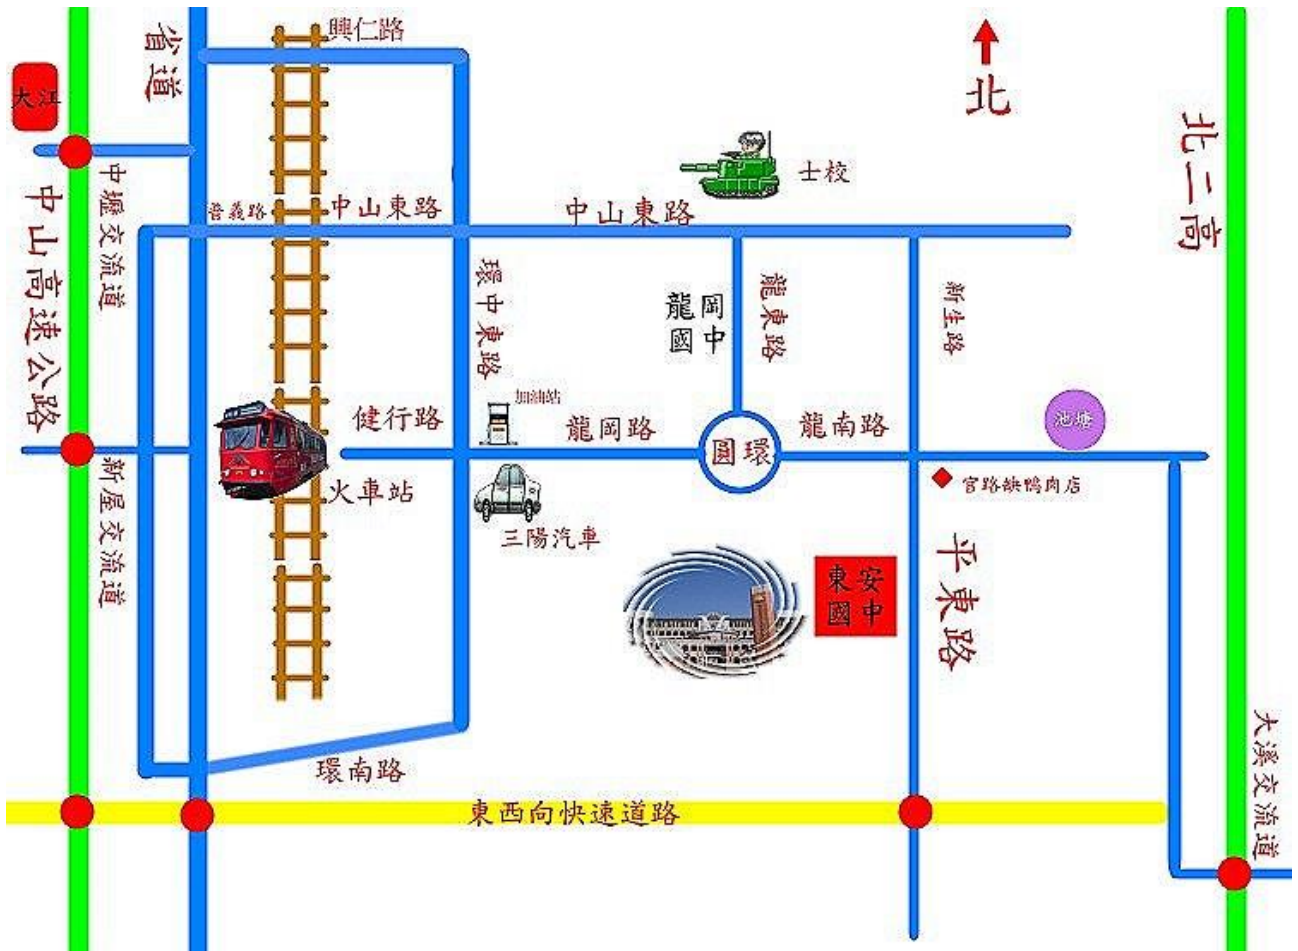 興仁路
省道
北
大江
北二高
中壢交流道
士校
中山高速公路
普義路
中山東路
中山東路
環中東路
龍岡
國中
龍東路
新生路
加油站
健行路
龍岡路
圓環
龍南路
池塘
新屋交流道
火車站
官路缺鴨肉店
三陽汽車
平東路
東安
國中
大溪交流道
環南路
東西向快速道路